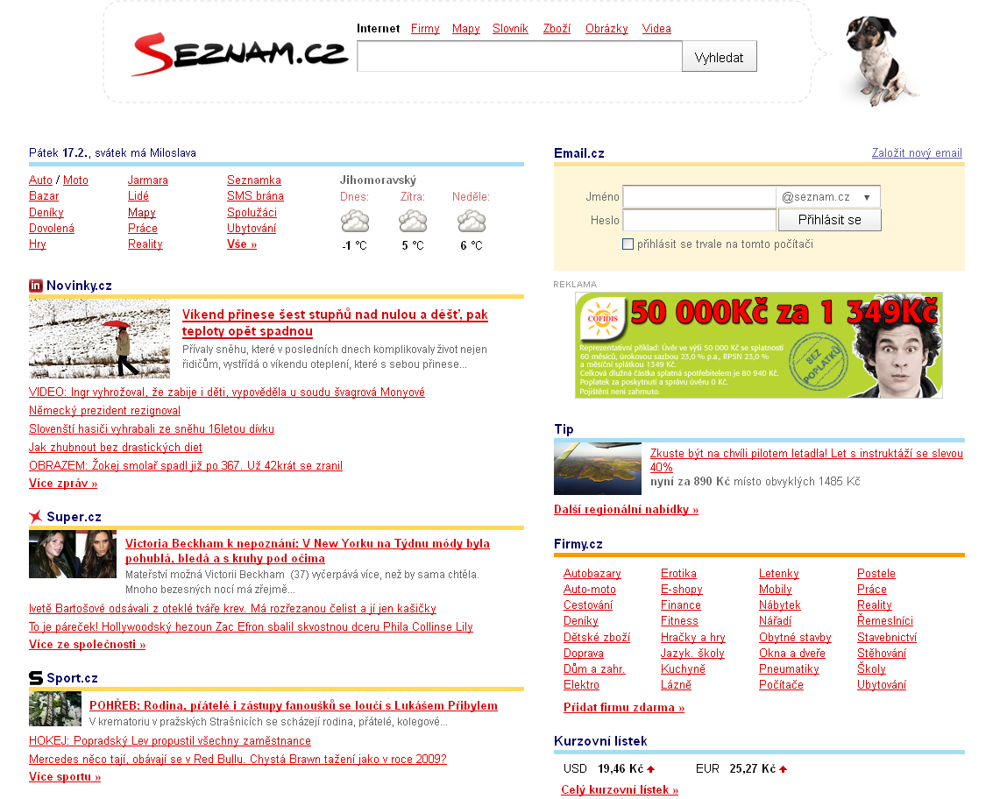 SEZNAM.CZ
Internet Firmy Mapy Slovník Zboží Obrázky Videa
Vyhledat
Pátek 17.2., svátek má Miloslava
Auto / Moto
Bazar
Deníky
Dovolená
Hry
Jarmara
Lidé
Mapy
Práce
Reality
Seznamka
SMS brána
Spolužáci
Ubytování
Vše »
Jihomoravský
Dnes: Zítra: Neděle:
-1 °C 5 °C 6 °C
in Novinky.cz
Víkend přinese šest stupňů nad nulou a déšť, pak
teploty opět spadnou
Přívaly sněhu, které v posledních dnech komplikovaly život nejen
řidičům, vystřídá o víkendu oteplení, které s sebou přinese...
VIDEO: Ingr vyhrožoval, že zabije i děti, vypověděla u soudu švagrová Monyové
Německý prezident rezignoval
Slovenští hasiči vyhrabali ze sněhu 16letou dívku
Jak zhubnout bez drastických diet
OBRAZEM: Žokej smolař spadl již po 367. Už 42krát se zranil
Více zpráv »
Super.cz
Victoria Beckham k nepoznání: V New Yorku na Týdnu módy byla
pohublá, bledá a s kruhy pod očima
Mateřství možná Victorii Beckham (37) vyčerpává více, než by sama chtěla.
Mnoho bezesných nocí má zřejmě...
Ivetě Bartošové odsávali z oteklé tváře krev. Má rozřezanou čelist a jí jen kašičky
To je páreček! Hollywoodský hezoun Zac Efron sbalil skvostnou dceru Phila Collinse Lily
Více ze společnosti »
S Sport.cz
POHŘEB: Rodina, přátelé i zástupy fanoušků se loučí s Lukášem Přibylem
V krematoriu v pražských Strašnicích se scházejí rodina, přátelé, kolegové...
HOKEJ: Popradský Lev propustil všechny zaměstnance
Mercedes něco tají, obávají se v Red Bullu. Chystá Brawn tažení jako v roce 2009?
Více sportu »
Email.cz Založit nový email
Jméno @seznam.cz ▼
Heslo Přihlásit se
přihlásit se trvale na tomto počítači
REKLAMA
COFIDIS
50 000Kč za 1 349Kč
Reprezentativní příklad: Úvěr ve výši 50 000 Kč se splatností
60 měsíců, úrokovou sazbou 23,0 % p.a., RPSN 23,0 %
a měsíční splátkou 1349 Kč.
Celková dlužná částka splatná spotřebitelem je 80 940 Kč.
Poplatek za poskytnutí a správu úvěru 0 Kč.
Pojištění není zahrnuto.
BEZ
POPLATKŮ
Tip
Zkuste být na chvíli pilotem letadla! Let s instruktáží se slevou
40%
nyní za 890 Kč místo obvyklých 1485 Kč
Další regionální nabídky »
Firmy.cz
Autobazary
Auto-moto
Cestování
Deníky
Dětské zboží
Doprava
Dům a zahr.
Elektro
Erotika
E-shopy
Finance
Fitness
Hračky a hry
Jazyk. školy
Kuchyně
Lázně
Letenky
Mobily
Nábytek
Nářadí
Obytné stavby
Okna a dveře
Pneumatiky
Počítače
Postele
Práce
Reality
Řemeslníci
Stavebnictví
Stěhování
Školy
Ubytování
Přidat firmu zdarma »
Kurzovní lístek
USD 19,46 Kč EUR 25,27 Kč
Celý kurzovní lístek »